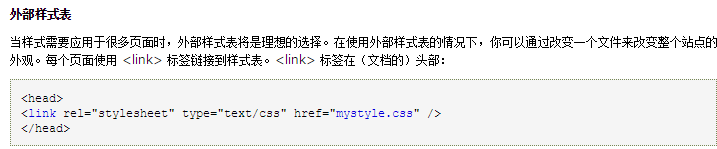 外部样式表
当样式需要应用于很多页面时，外部样式表将是理想的选择。在使用外部样式表的情况下，你可以通过改变一个文件来改变整个站点的
外观。每个页面使用 <link> 标签链接到样式表。<link> 标签在（文档的）头部：
<head>
<link rel="stylesheet" type="text/css" href="mystyle.css" />
</head>